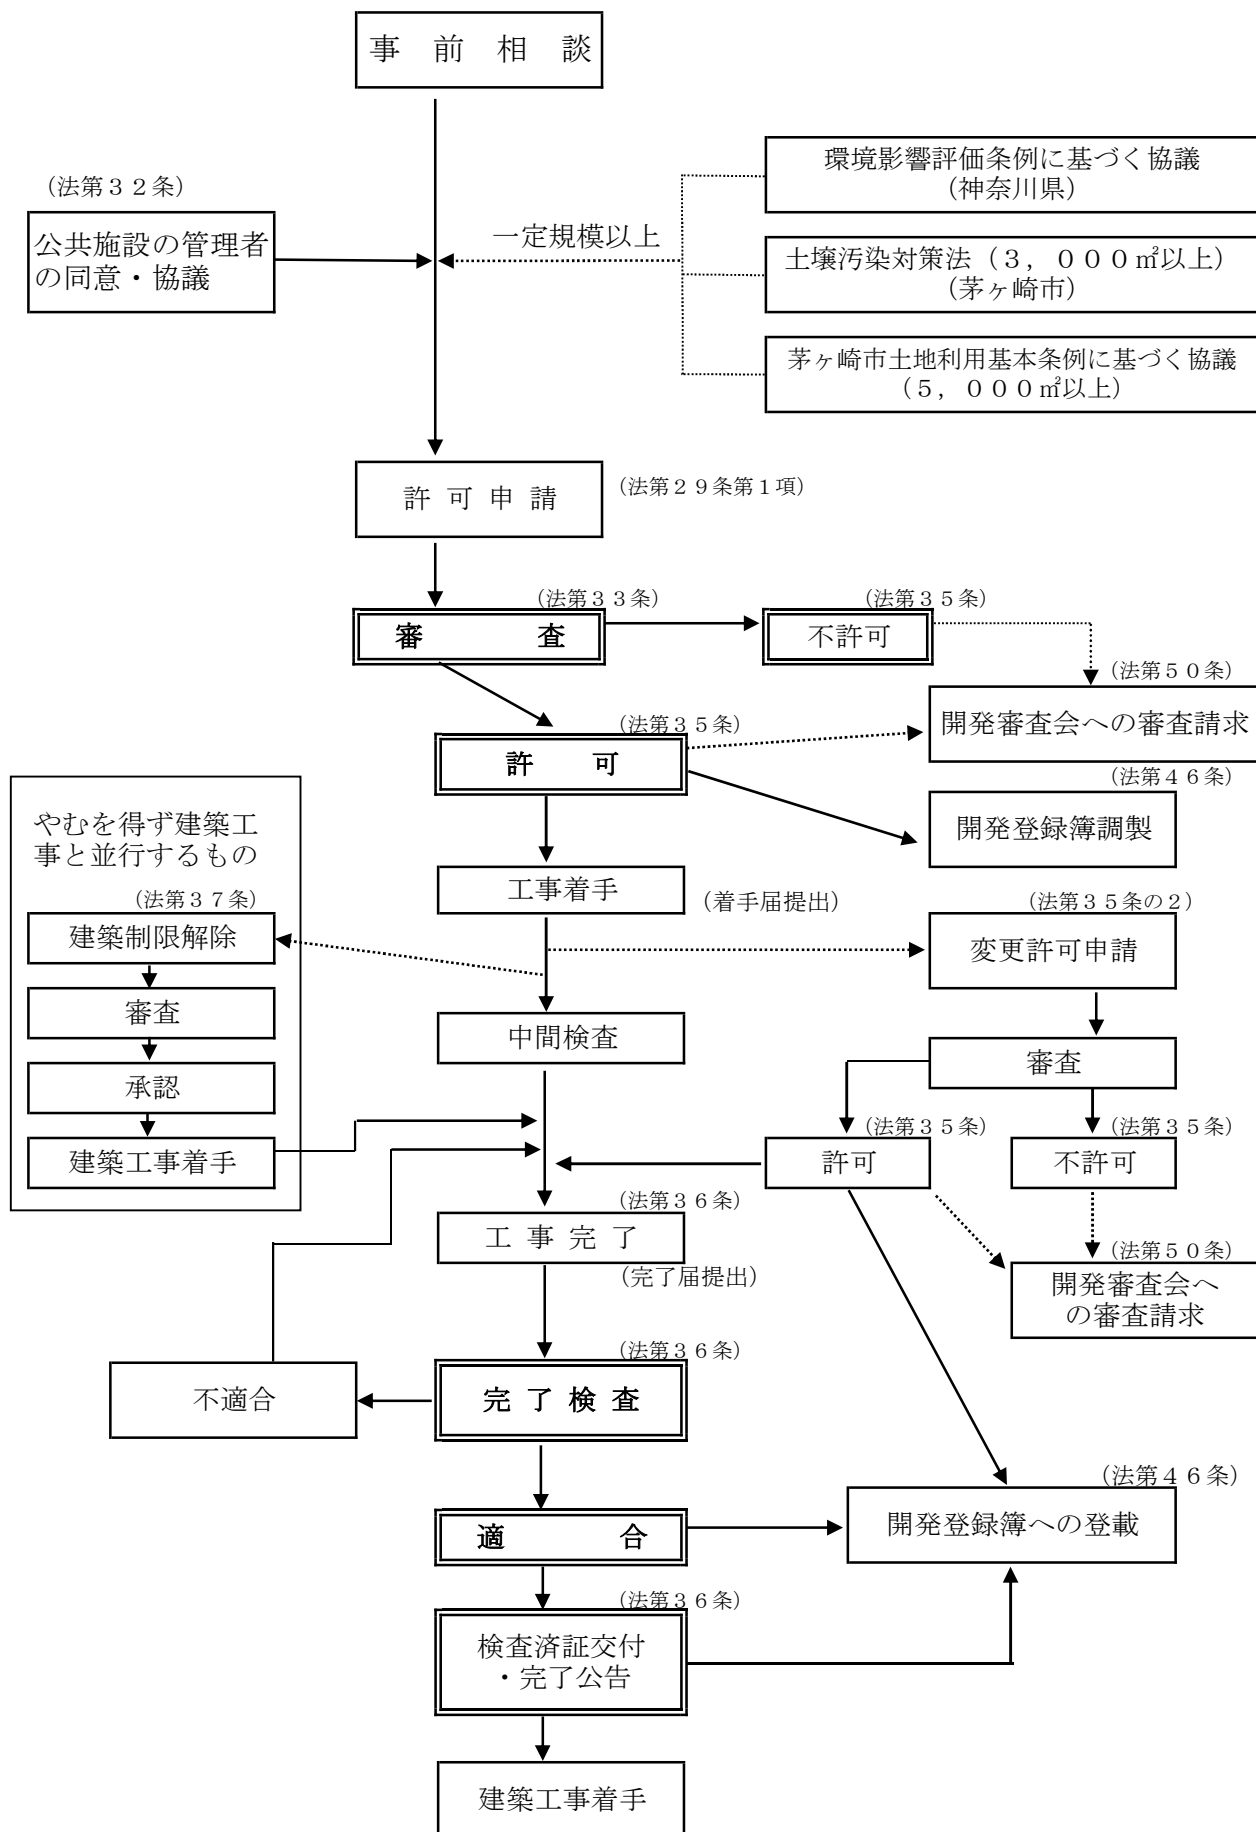 事　前　相　談
環境影響評価条例に基づく協議
（神奈川県）
（法第３２条）
公共施設の管理者
の同意・協議
一定規模以上
土壌汚染対策法（３，０００㎡以上）
（茅ヶ崎市）
茅ヶ崎市土地利用基本条例に基づく協議
（５，０００㎡以上）
許 可 申 請
（法第２９条第１項）
（法第３３条）
審　　　査
（法第３５条）
不許可
（法第５０条）
開発審査会への審査請求
（法第３５条）
許　　可
（法第４６条）
開発登録簿調製
やむを得ず建築工
事と並行するもの
（法第３７条）
建築制限解除
審査
承認
建築工事着手
工事着手
（着手届提出）
（法第３５条の２）
変更許可申請
中間検査
審査
（法第３５条）
許可
（法第３５条）
不許可
（法第３６条）
工 事 完 了
（完了届提出）
（法第５０条）
開発審査会へ
の審査請求
（法第３６条）
完 了 検 査
不適合
適　　　合
（法第４６条）
開発登録簿への登載
（法第３６条）
検査済証交付
・完了公告
建築工事着手